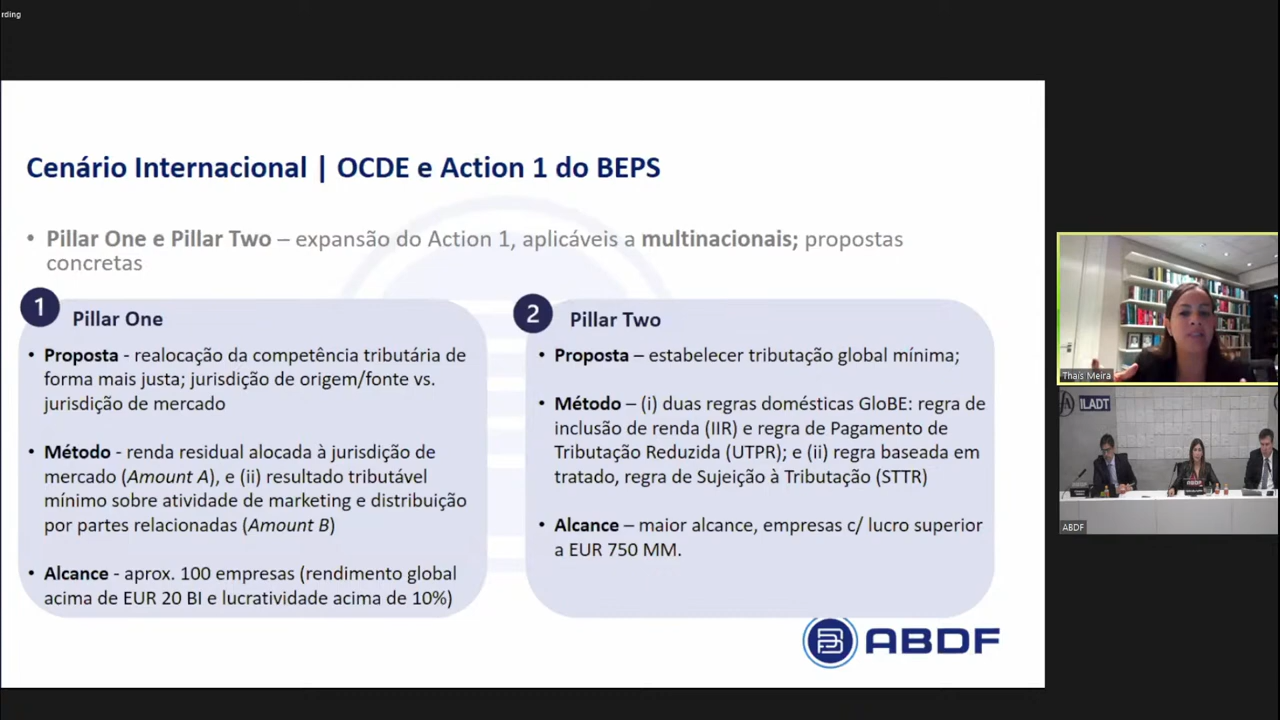 rding
Cenário Internacional | OCDE e Action 1 do BEPS
• Pillar One e Pillar Two – expansão do Action 1, aplicáveis a multinacionais; propostas
concretas
1
Pillar One
• Proposta - realocação da competência tributária de
forma mais justa; jurisdição de origem/fonte vs.
jurisdição de mercado
• Método - renda residual alocada à jurisdição de
mercado (Amount A), e (ii) resultado tributável
mínimo sobre atividade de marketing e distribuição
por partes relacionadas (Amount B)
• Alcance - aprox. 100 empresas (rendimento global
acima de EUR 20 BI e lucratividade acima de 10%)
2
Pillar Two
• Proposta – estabelecer tributação global mínima;
• Método – (i) duas regras domésticas GloBE: regra de
inclusão de renda (IIR) e regra de Pagamento de
Tributação Reduzida (UTPR); e (ii) regra baseada em
tratado, regra de Sujeição à Tributação (STTR)
• Alcance – maior alcance, empresas c/ lucro superior
a EUR 750 MM.
ABDF
Thaís Meira
ILADT
ABDF
ABDF